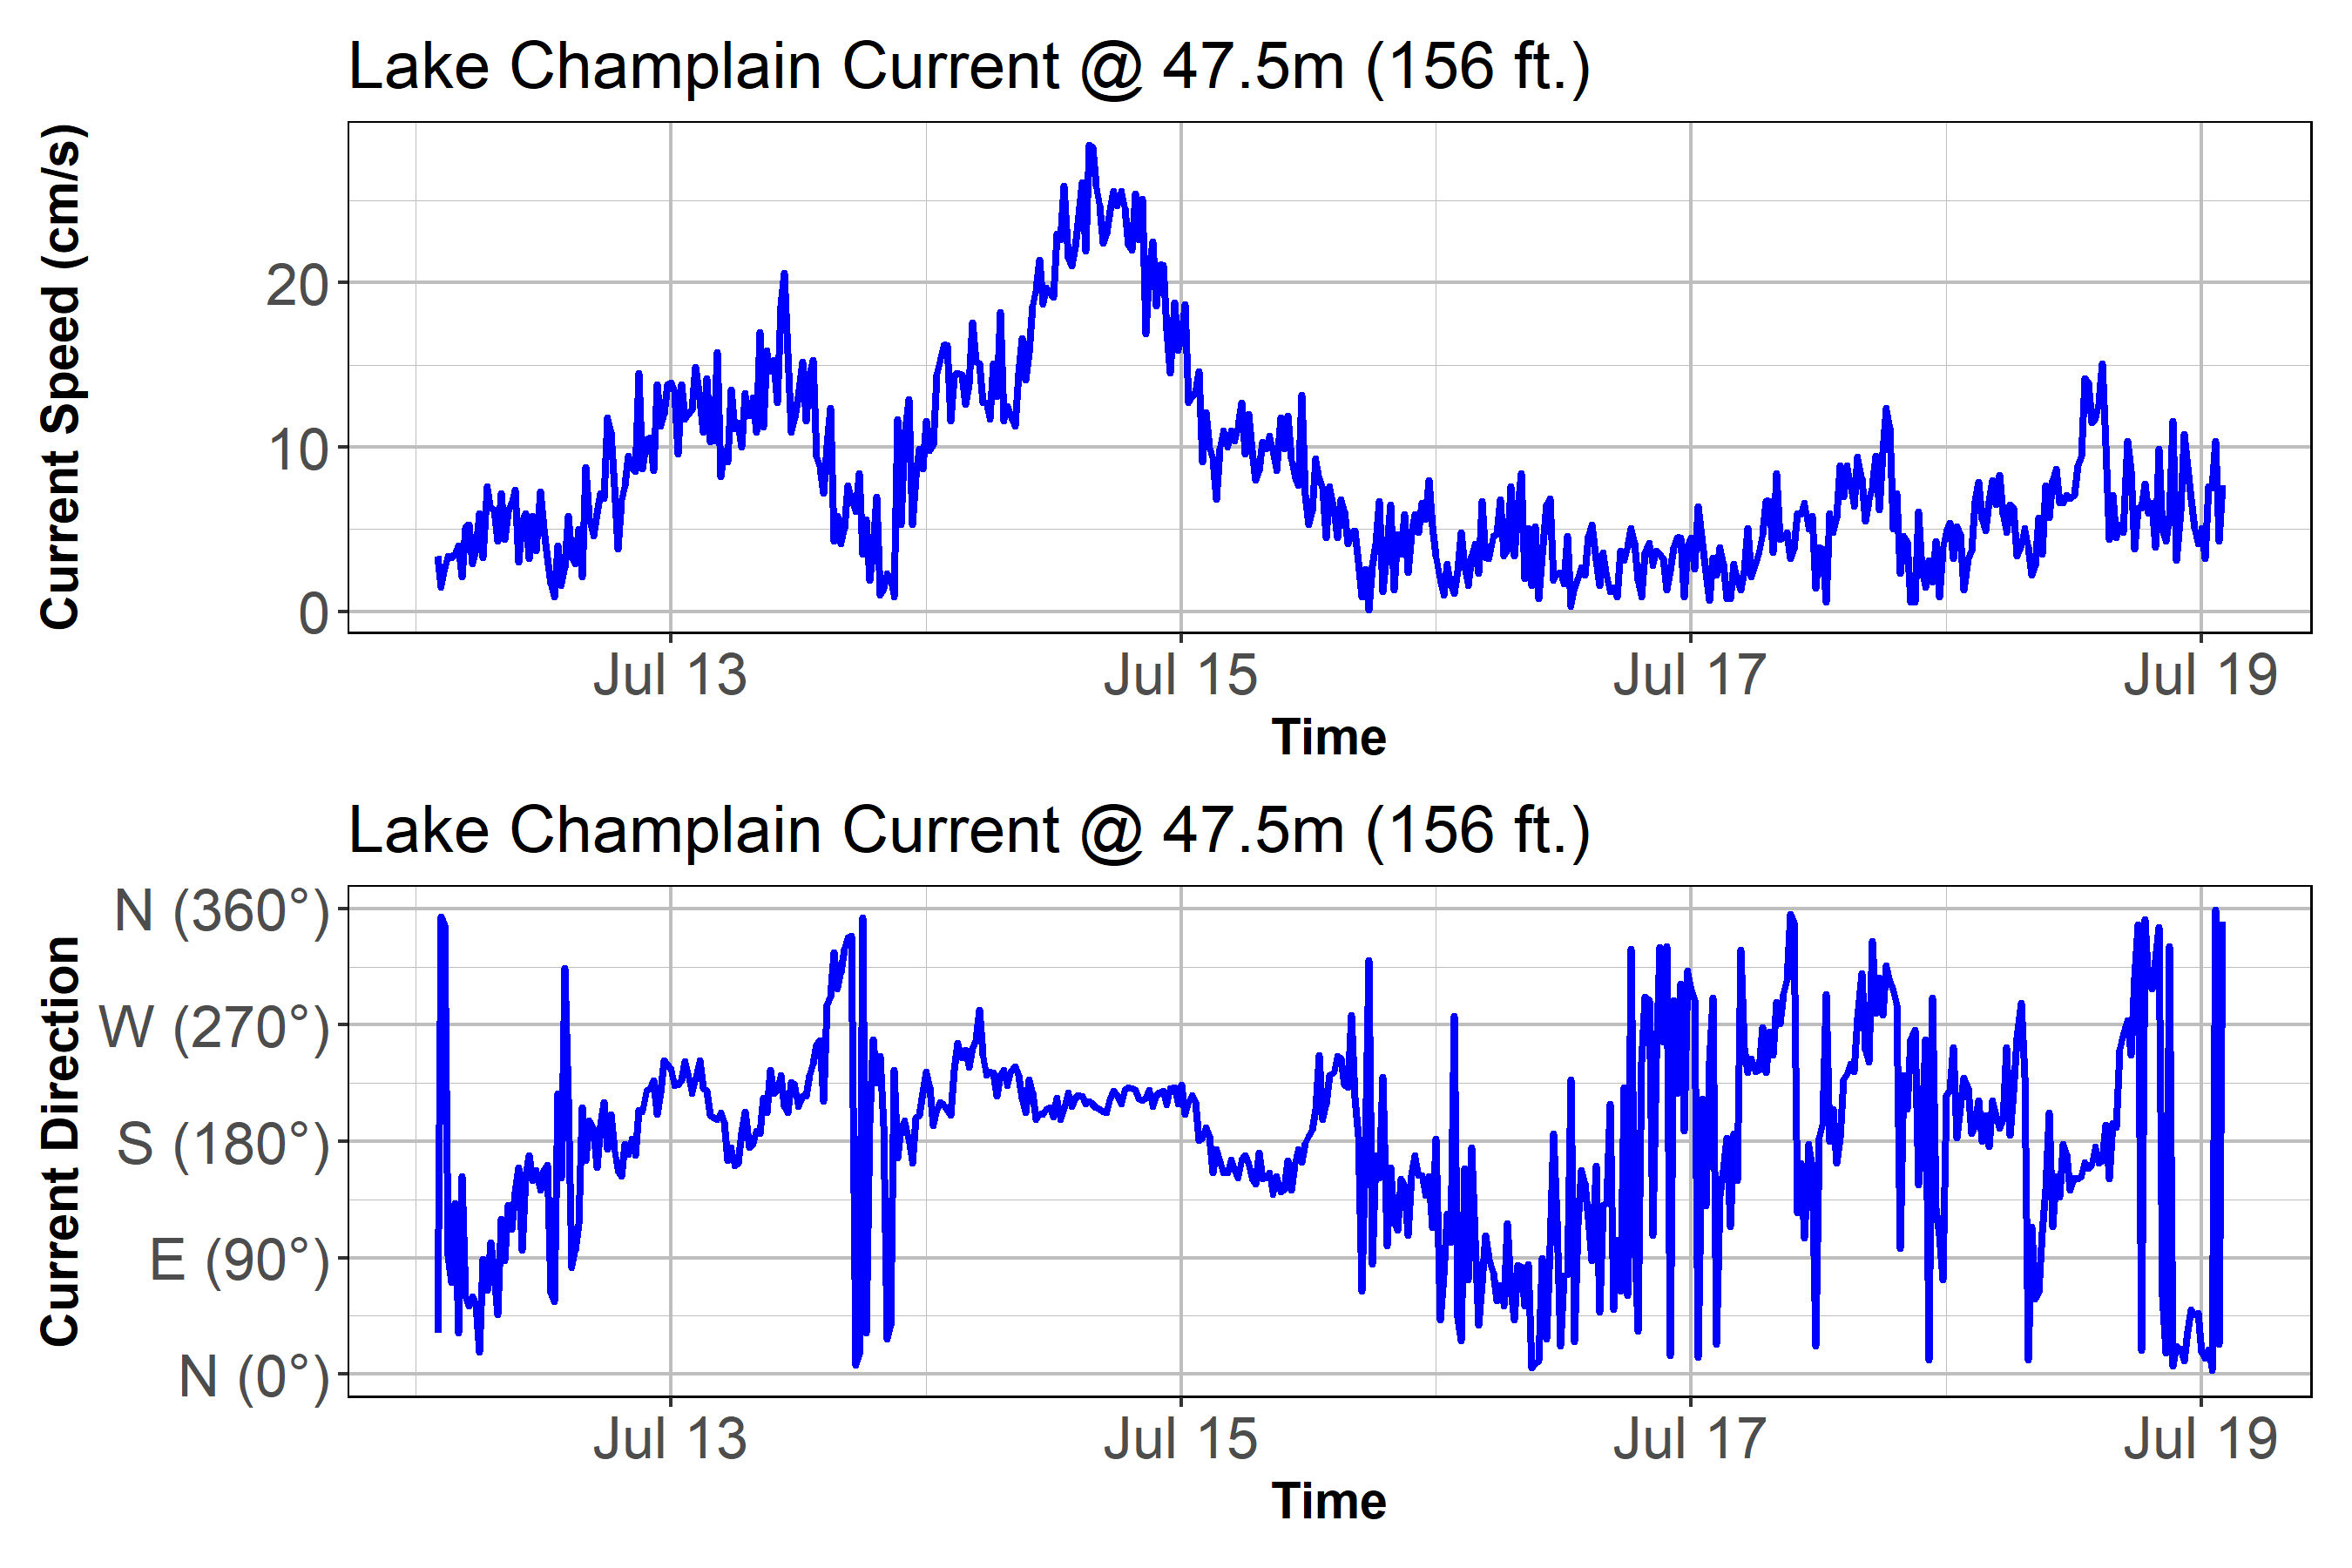 Lake Champlain Current @ 47.5m (156 ft.)
Current Speed (cm/s)
20
10
0
Jul 13 Jul 15 Jul 17 Jul 19
Time
Lake Champlain Current @ 47.5m (156 ft.)
Current Direction
N (360°)
W (270°)
S (180°)
E (90°)
N (0°)
Jul 13 Jul 15 Jul 17 Jul 19
Time